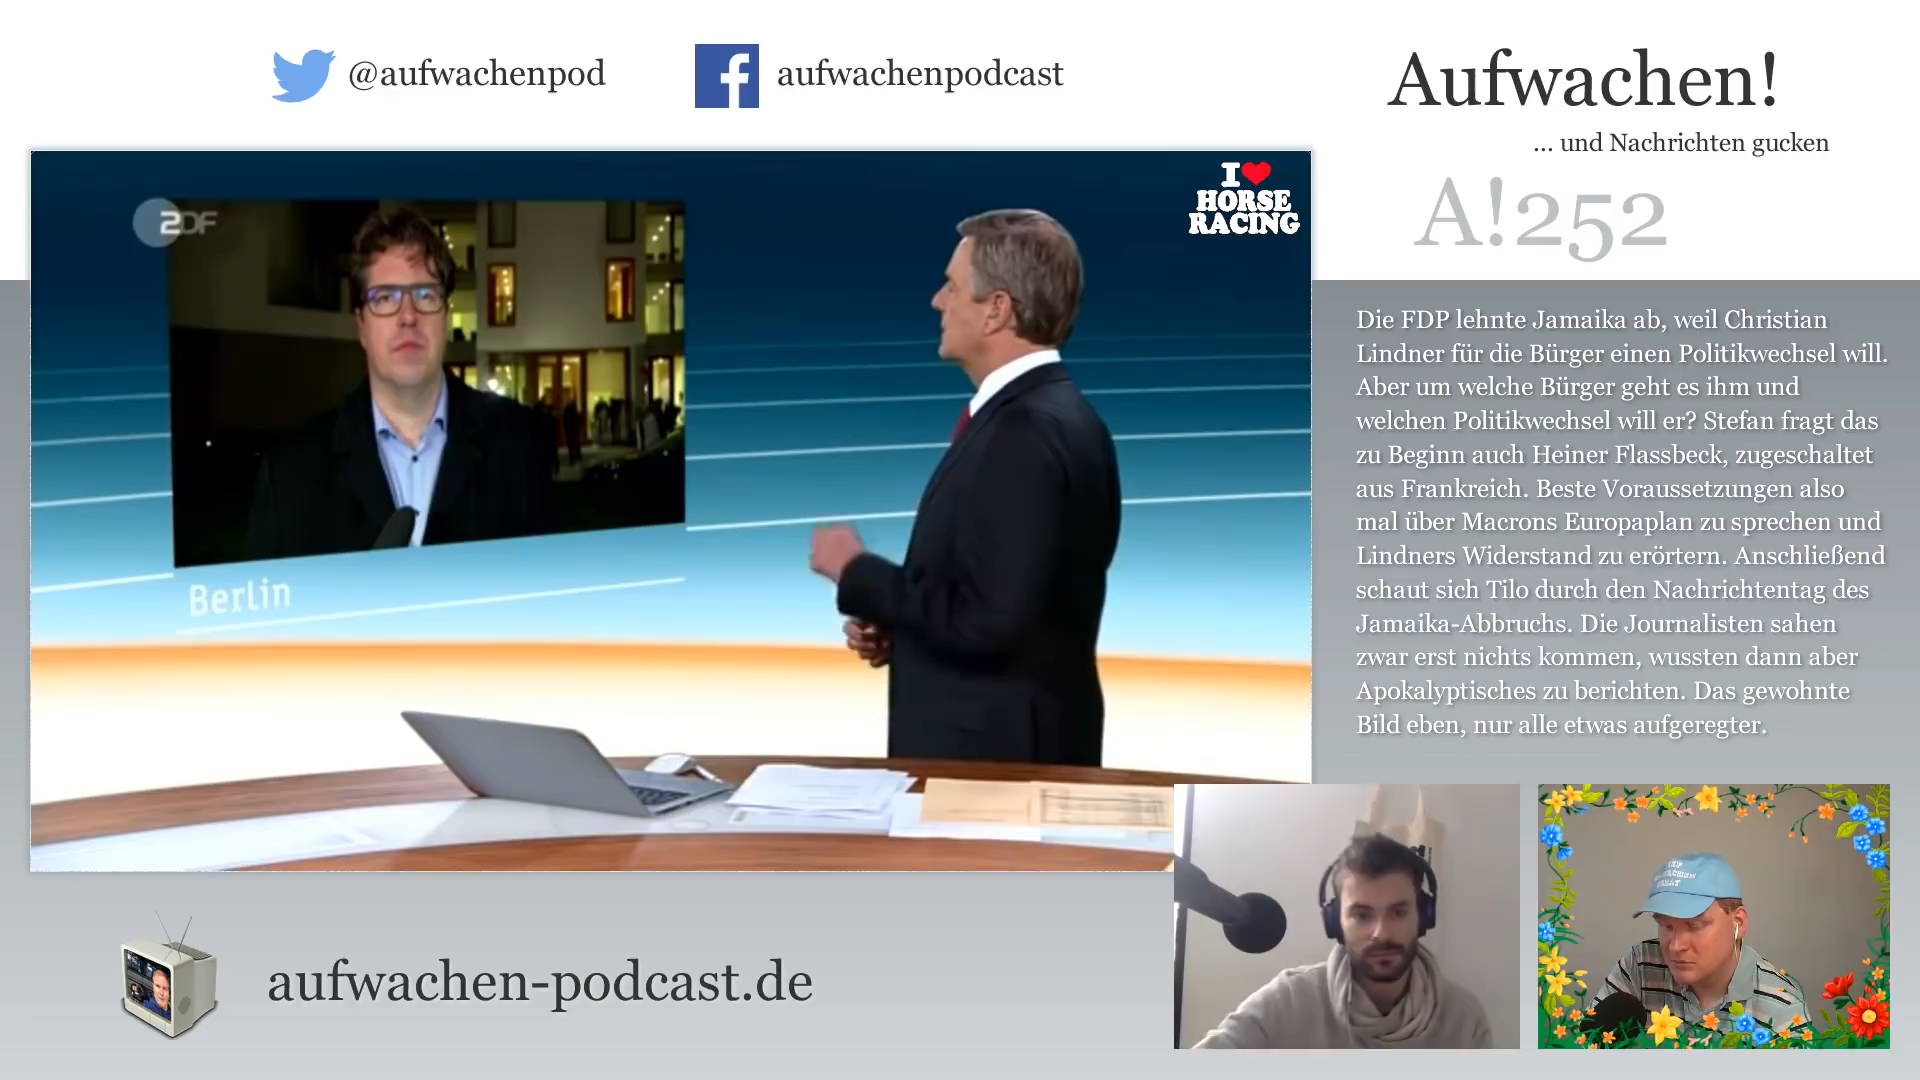 @aufwachenpod
aufwachenpodcast
Aufwachen!
... und Nachrichten gucken
A!252
I
HORSE
RACING
2DF
Berlin
Die FDP lehnte Jamaika ab, weil Christian
Lindner für die Bürger einen Politikwechsel will.
Aber um welche Bürger geht es ihm und
welchen Politikwechsel will er? Stefan fragt das
zu Beginn auch Heiner Flassbeck, zugeschaltet
aus Frankreich. Beste Voraussetzungen also
mal über Macrons Europaplan zu sprechen und
Lindners Widerstand zu erörtern. Anschließend
schaut sich Tilo durch den Nachrichtentag des
Jamaika-Abbruchs. Die Journalisten sahen
zwar erst nichts kommen, wussten dann aber
Apokalyptisches zu berichten. Das gewohnte
Bild eben, nur alle etwas aufgeregter.
aufwachen-podcast.de